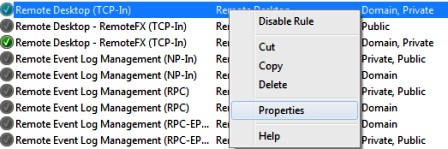 Remote Desktop (TCP-In) Remote Desktop Domain, Private
Remote Desktop - RemoteFX (TCP-In) Public
Remote Desktop - RemoteFX (TCP-In) Domain, Private
Remote Event Log Management (NP-In) Private, Public
Remote Event Log Management (NP-In) Domain
Remote Event Log Management (RPC) Private, Public
Remote Event Log Management (RPC) Domain
Remote Event Log Management (RPC-EP... Domain
Remote Event Log Management (RPC-EP... Private, Public
Disable Rule
Cut
Copy
Delete
Properties
Help